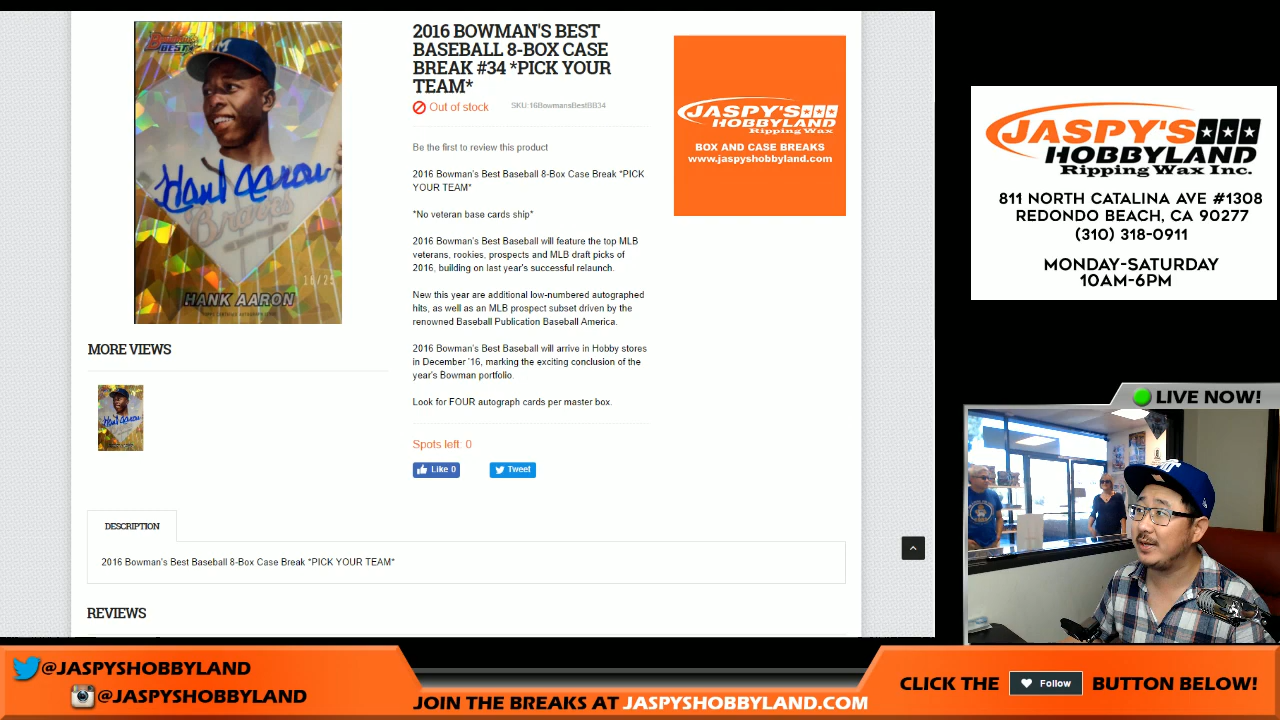 BOWMAN'S
BEST
Hank Aaron
Braves
18/25
HANK AARON
MORE VIEWS
2016 BOWMAN'S BEST
BASEBALL 8-BOX CASE
BREAK #34 *PICK YOUR
TEAM*
Out of stock
SKU:16BowmansBestBB34
Be the first to review this product
2016 Bowman's Best Baseball 8-Box Case Break *PICK
YOUR TEAM*
*No veteran base cards ship*
2016 Bowman's Best Baseball will feature the top MLB
veterans, rookies, prospects and MLB draft picks of
2016, building on last year's successful relaunch.
New this year are additional low-numbered autographed
hits, as well as an MLB prospect subset driven by the
renowned Baseball Publication Baseball America.
2016 Bowman's Best Baseball will arrive in Hobby stores
in December '16, marking the exciting conclusion of the
year's Bowman portfolio.
Look for FOUR autograph cards per master box.
Spots left: 0
Like 0
Tweet
JASPY'S
HOBBYLAND
Ripping Wax
BOX AND CASE BREAKS
www.jaspyshobbyland.com
DESCRIPTION
2016 Bowman's Best Baseball 8-Box Case Break *PICK YOUR TEAM*
REVIEWS
JASPY'S
HOBBYLAND
Ripping Wax Inc.
811 NORTH CATALINA AVE #1308
REDONDO BEACH, CA 90277
(310) 318-0911
MONDAY-SATURDAY
10AM-6PM
LIVE NOW!
@JASPYSHOBBYLAND
@JASPYSHOBBYLAND
JOIN THE BREAKS AT JASPYSHOBBYLAND.COM
CLICK THE Follow BUTTON BELOW!